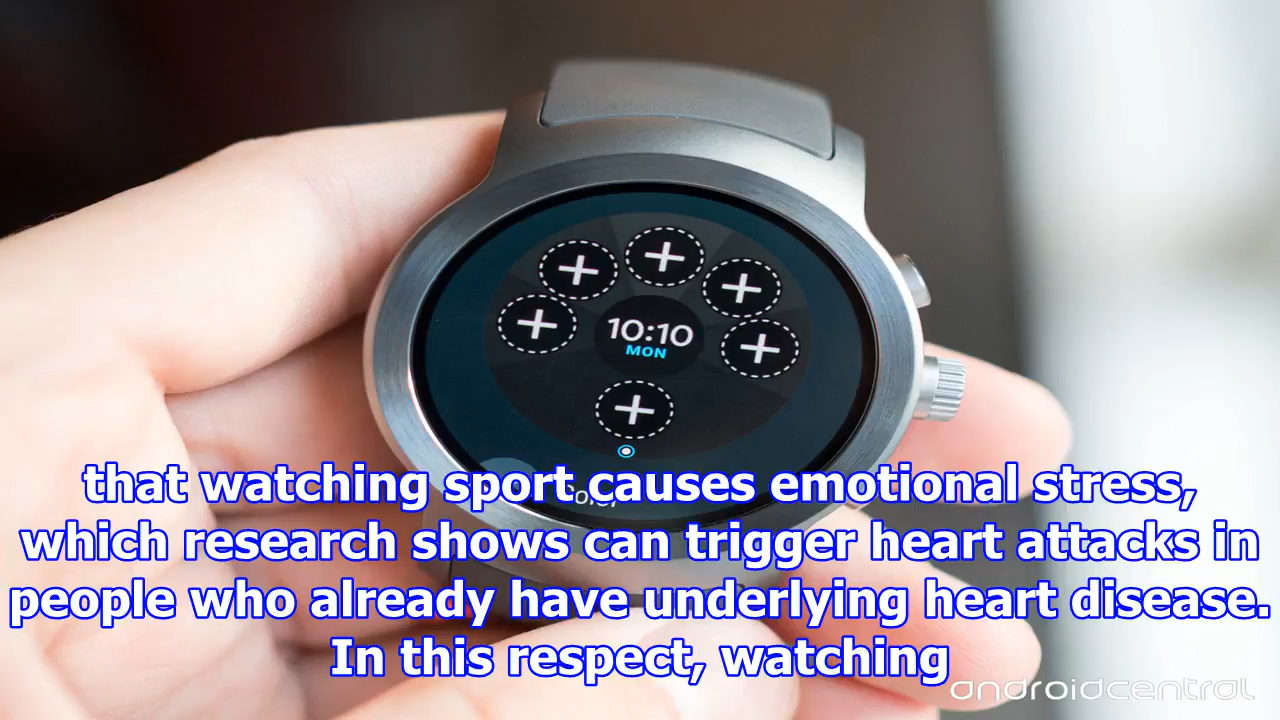 10:10
MON
that watching sport causes emotional stress,
which research shows can trigger heart attacks in
people who already have underlying heart disease.
In this respect, watching
androidcentral